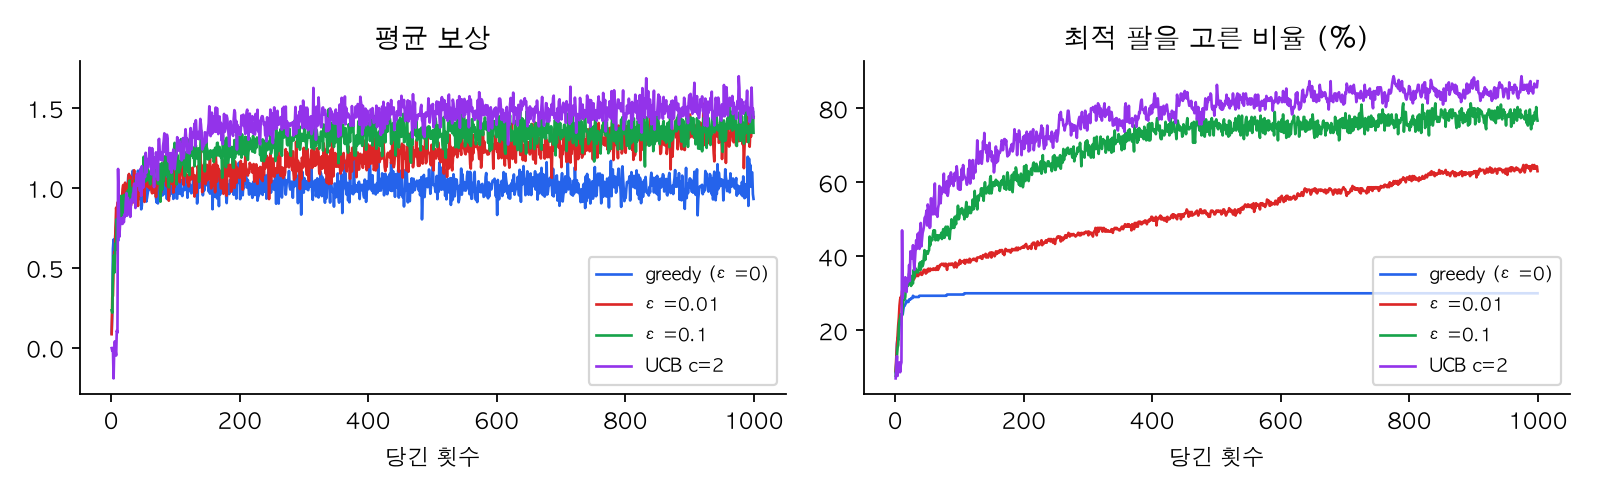 평균 보상
1.5
1.0
0.5
0.0
0 200 400 600 800 1000
당긴 횟수
greedy (ε =0)
ε =0.01
ε =0.1
UCB c=2
최적 팔을 고른 비율 (%)
80
60
40
20
0 200 400 600 800 1000
당긴 횟수
greedy (ε =0)
ε =0.01
ε =0.1
UCB c=2